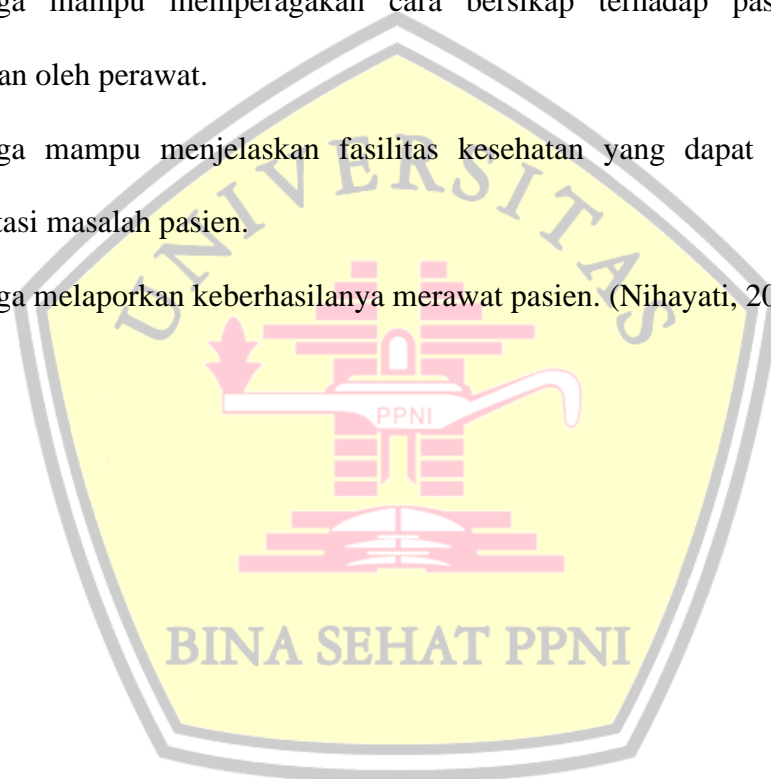 ga mampu memperagakan cara bersikap terhadap pas
an oleh perawat.
ga mampu menjelaskan fasilitas kesehatan yang dapat
tasi masalah pasien.
ga melaporkan keberhasilanya merawat pasien. (Nihayati, 20
UNIVERSITAS
PPNI
BINA SEHAT PPNI